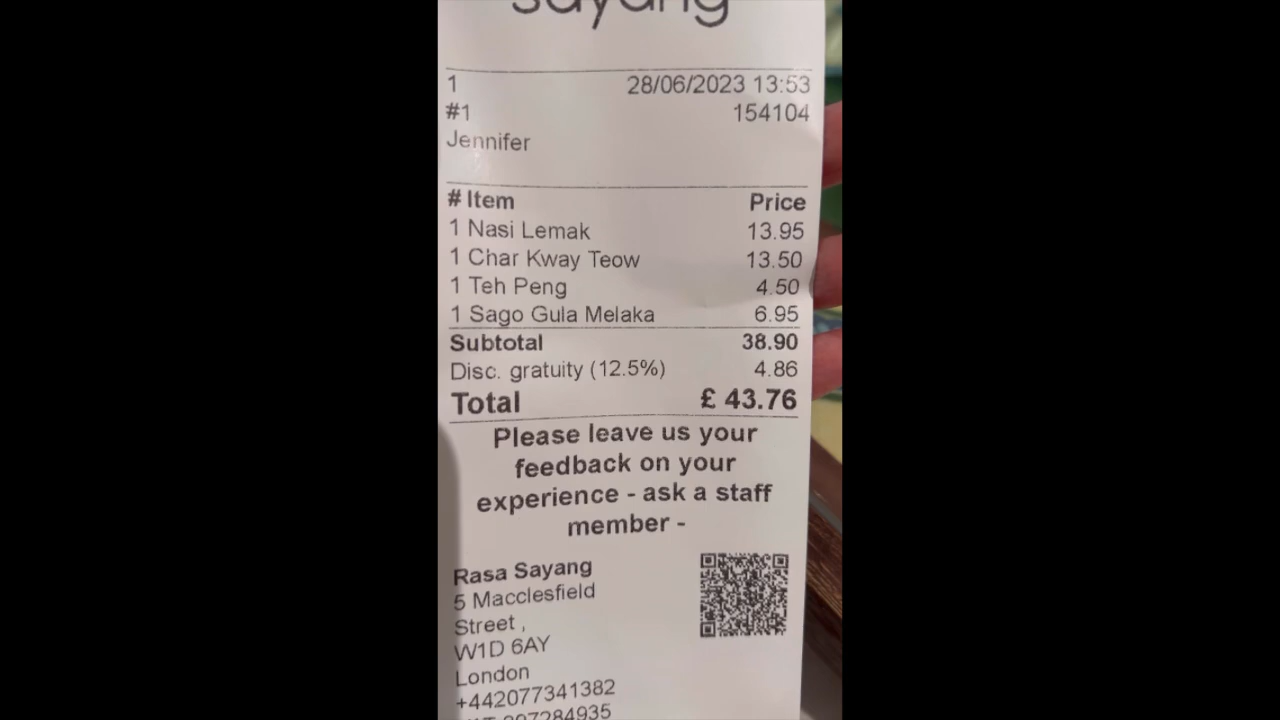 sayang
1 28/06/2023 13:53
#1 154104
Jennifer
# Item Price
1 Nasi Lemak 13.95
1 Char Kway Teow 13.50
1 Teh Peng 4.50
1 Sago Gula Melaka 6.95
Subtotal 38.90
Disc. gratuity (12.5%) 4.86
Total £ 43.76
Please leave us your
feedback on your
experience - ask a staff
member -
Rasa Sayang
5 Macclesfield
Street ,
W1D 6AY
London
+442077341382